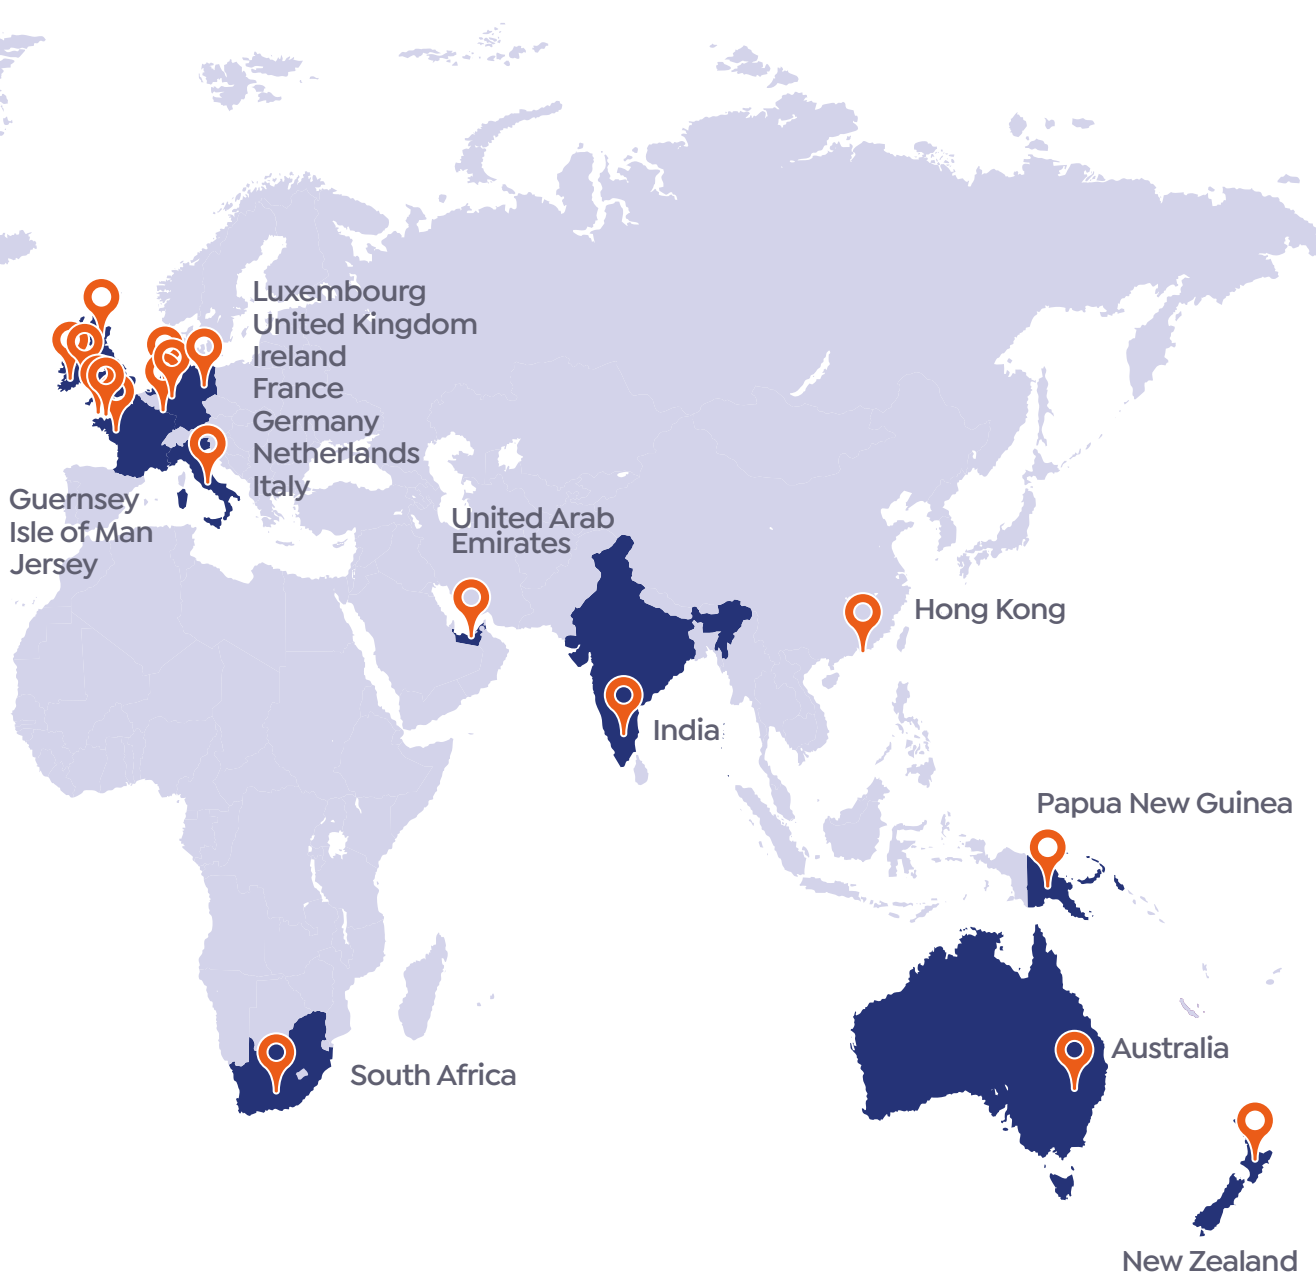 Luxembourg
United Kingdom
Ireland
France
Germany
Netherlands
Italy
Guernsey
Isle of Man
Jersey
United Arab
Emirates
Hong Kong
India
Papua New Guinea
Australia
South Africa
New Zealand